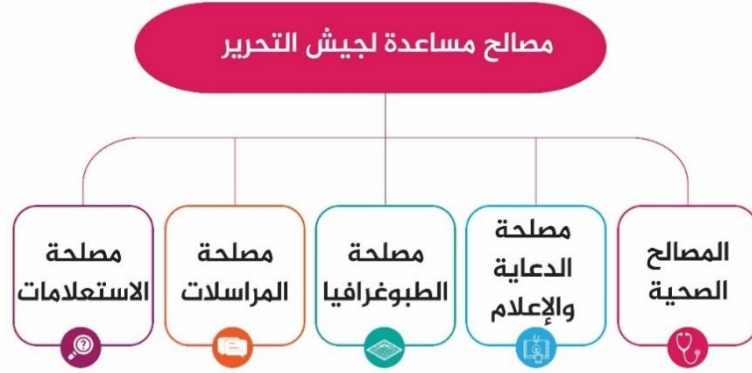 مصالح مساعدة لجيش التحرير
المصالح
الصحية
مصلحة
الدعاية
والإعلام
مصلحة
الطبوغرافيا
مصلحة
المراسلات
مصلحة
الاستعلامات